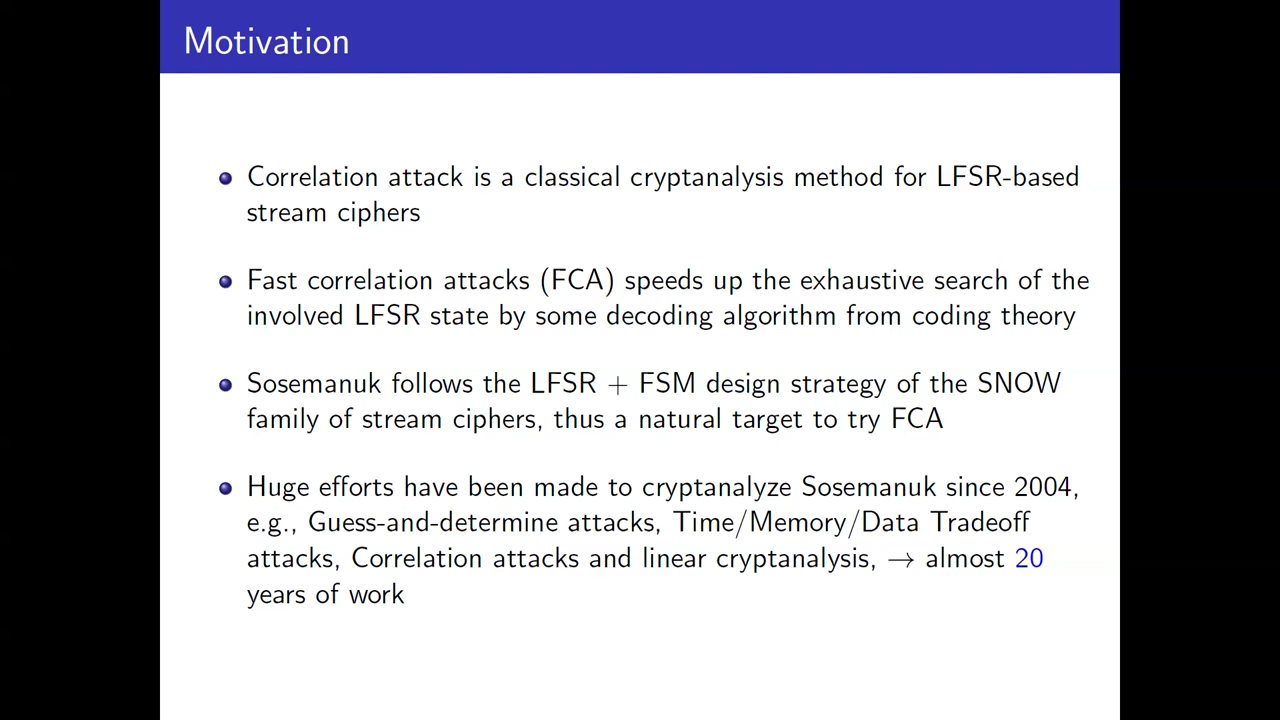 Motivation
Correlation attack is a classical cryptanalysis method for LFSR-based
stream ciphers
Fast correlation attacks (FCA) speeds up the exhaustive search of the
involved LFSR state by some decoding algorithm from coding theory
Sosemanuk follows the LFSR + FSM design strategy of the SNOW
family of stream ciphers, thus a natural target to try FCA
Huge efforts have been made to cryptanalyze Sosemanuk since 2004,
e.g., Guess-and-determine attacks, Time/Memory/Data Tradeoff
attacks, Correlation attacks and linear cryptanalysis, → almost 20
years of work